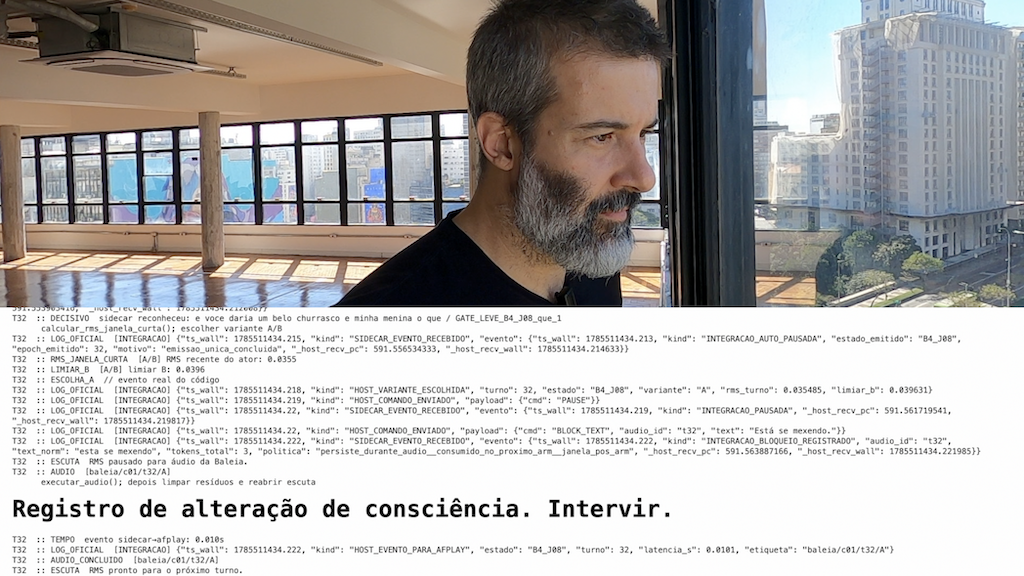 T32  :: DECISIVO  sidecar reconheceu: e voce daria um belo churrasco e minha menina o que / GATE_LEVE_B4_J08_que_1
calcular_rms_janela_curta(); escolher variante A/B
T32  :: LOG_OFICIAL  [INTEGRACAO] {"ts_wall": 1785511434.215, "kind": "SIDECAR_EVENTO_RECEBIDO", "evento": {"ts_wall": 1785511434.213, "kind": "INTEGRACAO_AUTO_PAUSADA", "estado_emitido": "B4_J08",
"epoch_emitido": 32, "motivo": "emissao_unica_concluida", "_host_recv_pc": 591.556534333, "_host_recv_wall": 1785511434.214633}}
T32  :: RMS_JANELA_CURTA  [A/B] RMS recente do ator: 0.0355
T32  :: LIMIAR_B  [A/B] limiar B: 0.0396
T32  :: ESCOLHA_A  // evento real do código
T32  :: LOG_OFICIAL  [INTEGRACAO] {"ts_wall": 1785511434.218, "kind": "HOST_VARIANTE_ESCOLHIDA", "turno": 32, "estado": "B4_J08", "variante": "A", "rms_turno": 0.035485, "limiar_b": 0.039631}
T32  :: LOG_OFICIAL  [INTEGRACAO] {"ts_wall": 1785511434.219, "kind": "HOST_COMANDO_ENVIADO", "payload": {"cmd": "PAUSE"}}
T32  :: LOG_OFICIAL  [INTEGRACAO] {"ts_wall": 1785511434.22, "kind": "SIDECAR_EVENTO_RECEBIDO", "evento": {"ts_wall": 1785511434.219, "kind": "INTEGRACAO_PAUSADA", "_host_recv_pc": 591.561719541,
"_host_recv_wall": 1785511434.219817}}
T32  :: LOG_OFICIAL  [INTEGRACAO] {"ts_wall": 1785511434.22, "kind": "HOST_COMANDO_ENVIADO", "payload": {"cmd": "BLOCK_TEXT", "audio_id": "t32", "text": "Está se mexendo."}}
T32  :: LOG_OFICIAL  [INTEGRACAO] {"ts_wall": 1785511434.222, "kind": "SIDECAR_EVENTO_RECEBIDO", "evento": {"ts_wall": 1785511434.222, "kind": "INTEGRACAO_BLOQUEIO_REGISTRADO", "audio_id": "t32",
"text_norm": "esta se mexendo", "tokens_total": 3, "politica": "persiste_durante_audio__consumido_no_proximo_arm__janela_pos_arm", "_host_recv_pc": 591.563887166, "_host_recv_wall": 1785511434.221985}}
T32  :: ESCUTA  RMS pausado para áudio da Baleia.
T32  :: AUDIO  [baleia/c01/t32/A]
executar_audio(); depois limpar resíduos e reabrir escuta
Registro de alteração de consciência. Intervir.
T32  :: TEMPO  evento sidecar→afplay: 0.010s
T32  :: LOG_OFICIAL  [INTEGRACAO] {"ts_wall": 1785511434.222, "kind": "HOST_EVENTO_PARA_AFPLAY", "estado": "B4_J08", "turno": 32, "latencia_s": 0.0101, "etiqueta": "baleia/c01/t32/A"}
T32  :: AUDIO_CONCLUIDO  [baleia/c01/t32/A]
T32  :: ESCUTA  RMS pronto para o próximo turno.